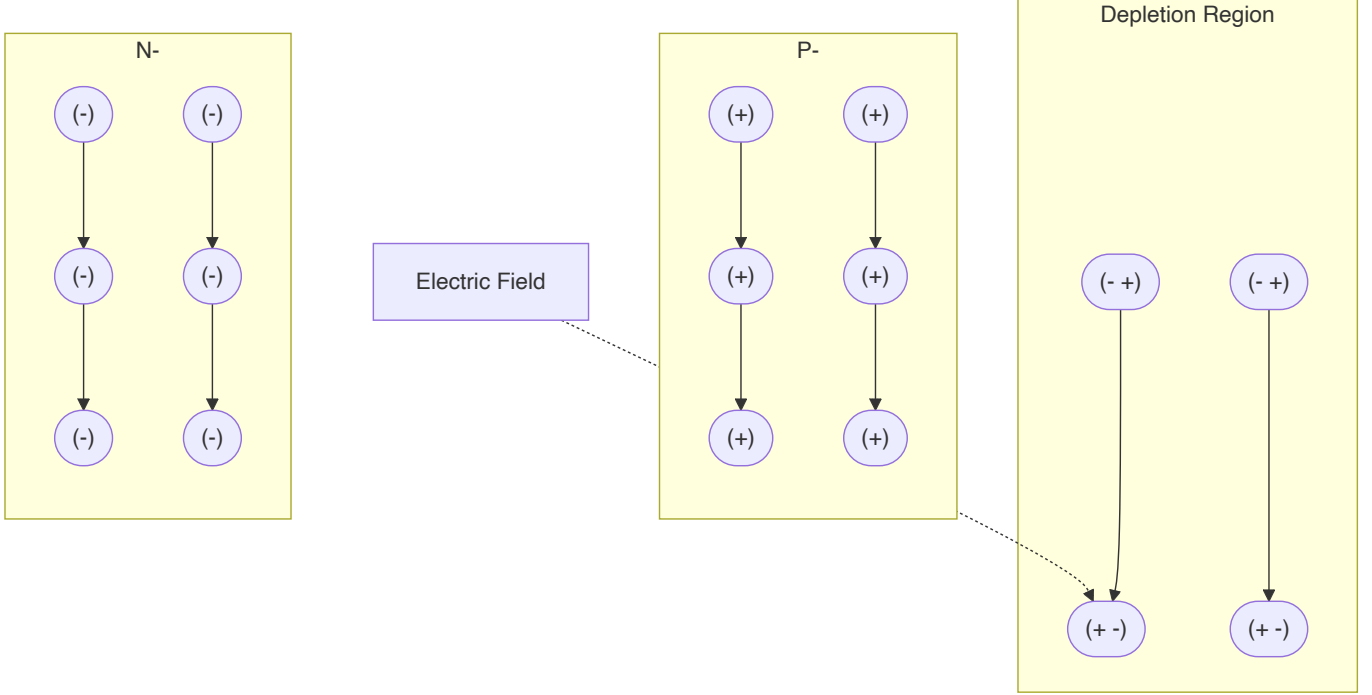 Depletion Region
N-
P-
(-) (-)
(+) (+)
(-) (-)
Electric Field
(+) (+)
(- +) (- +)
(-) (-)
(+) (+)
(+ -) (+ -)